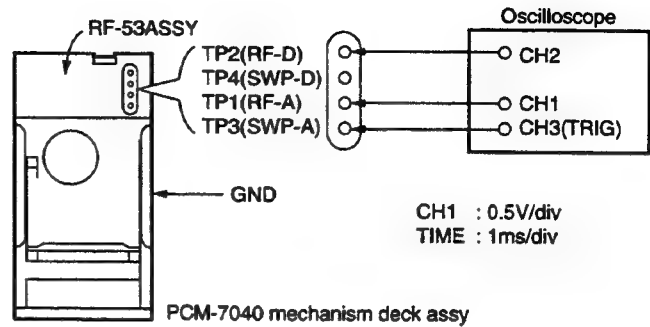 Oscilloscope
RF-53ASSY
TP2(RF-D)
TP4(SWP-D)
TP1(RF-A)
TP3(SWP-A)
CH2
CH1
CH3(TRIG)
GND
CH1 : 0.5V/div
TIME : 1ms/div
PCM-7040 mechanism deck assy